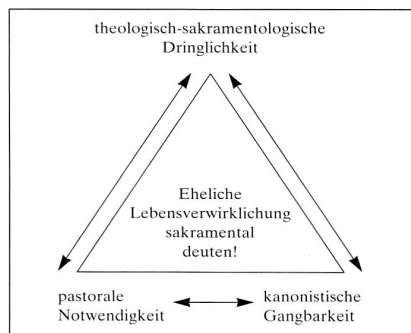 theologisch-sakramentologische
Dringlichkeit
Eheliche
Lebensverwirklichung
sakramental
deuten!
pastorale
Notwendigkeit
kanonistische
Gangbarkeit